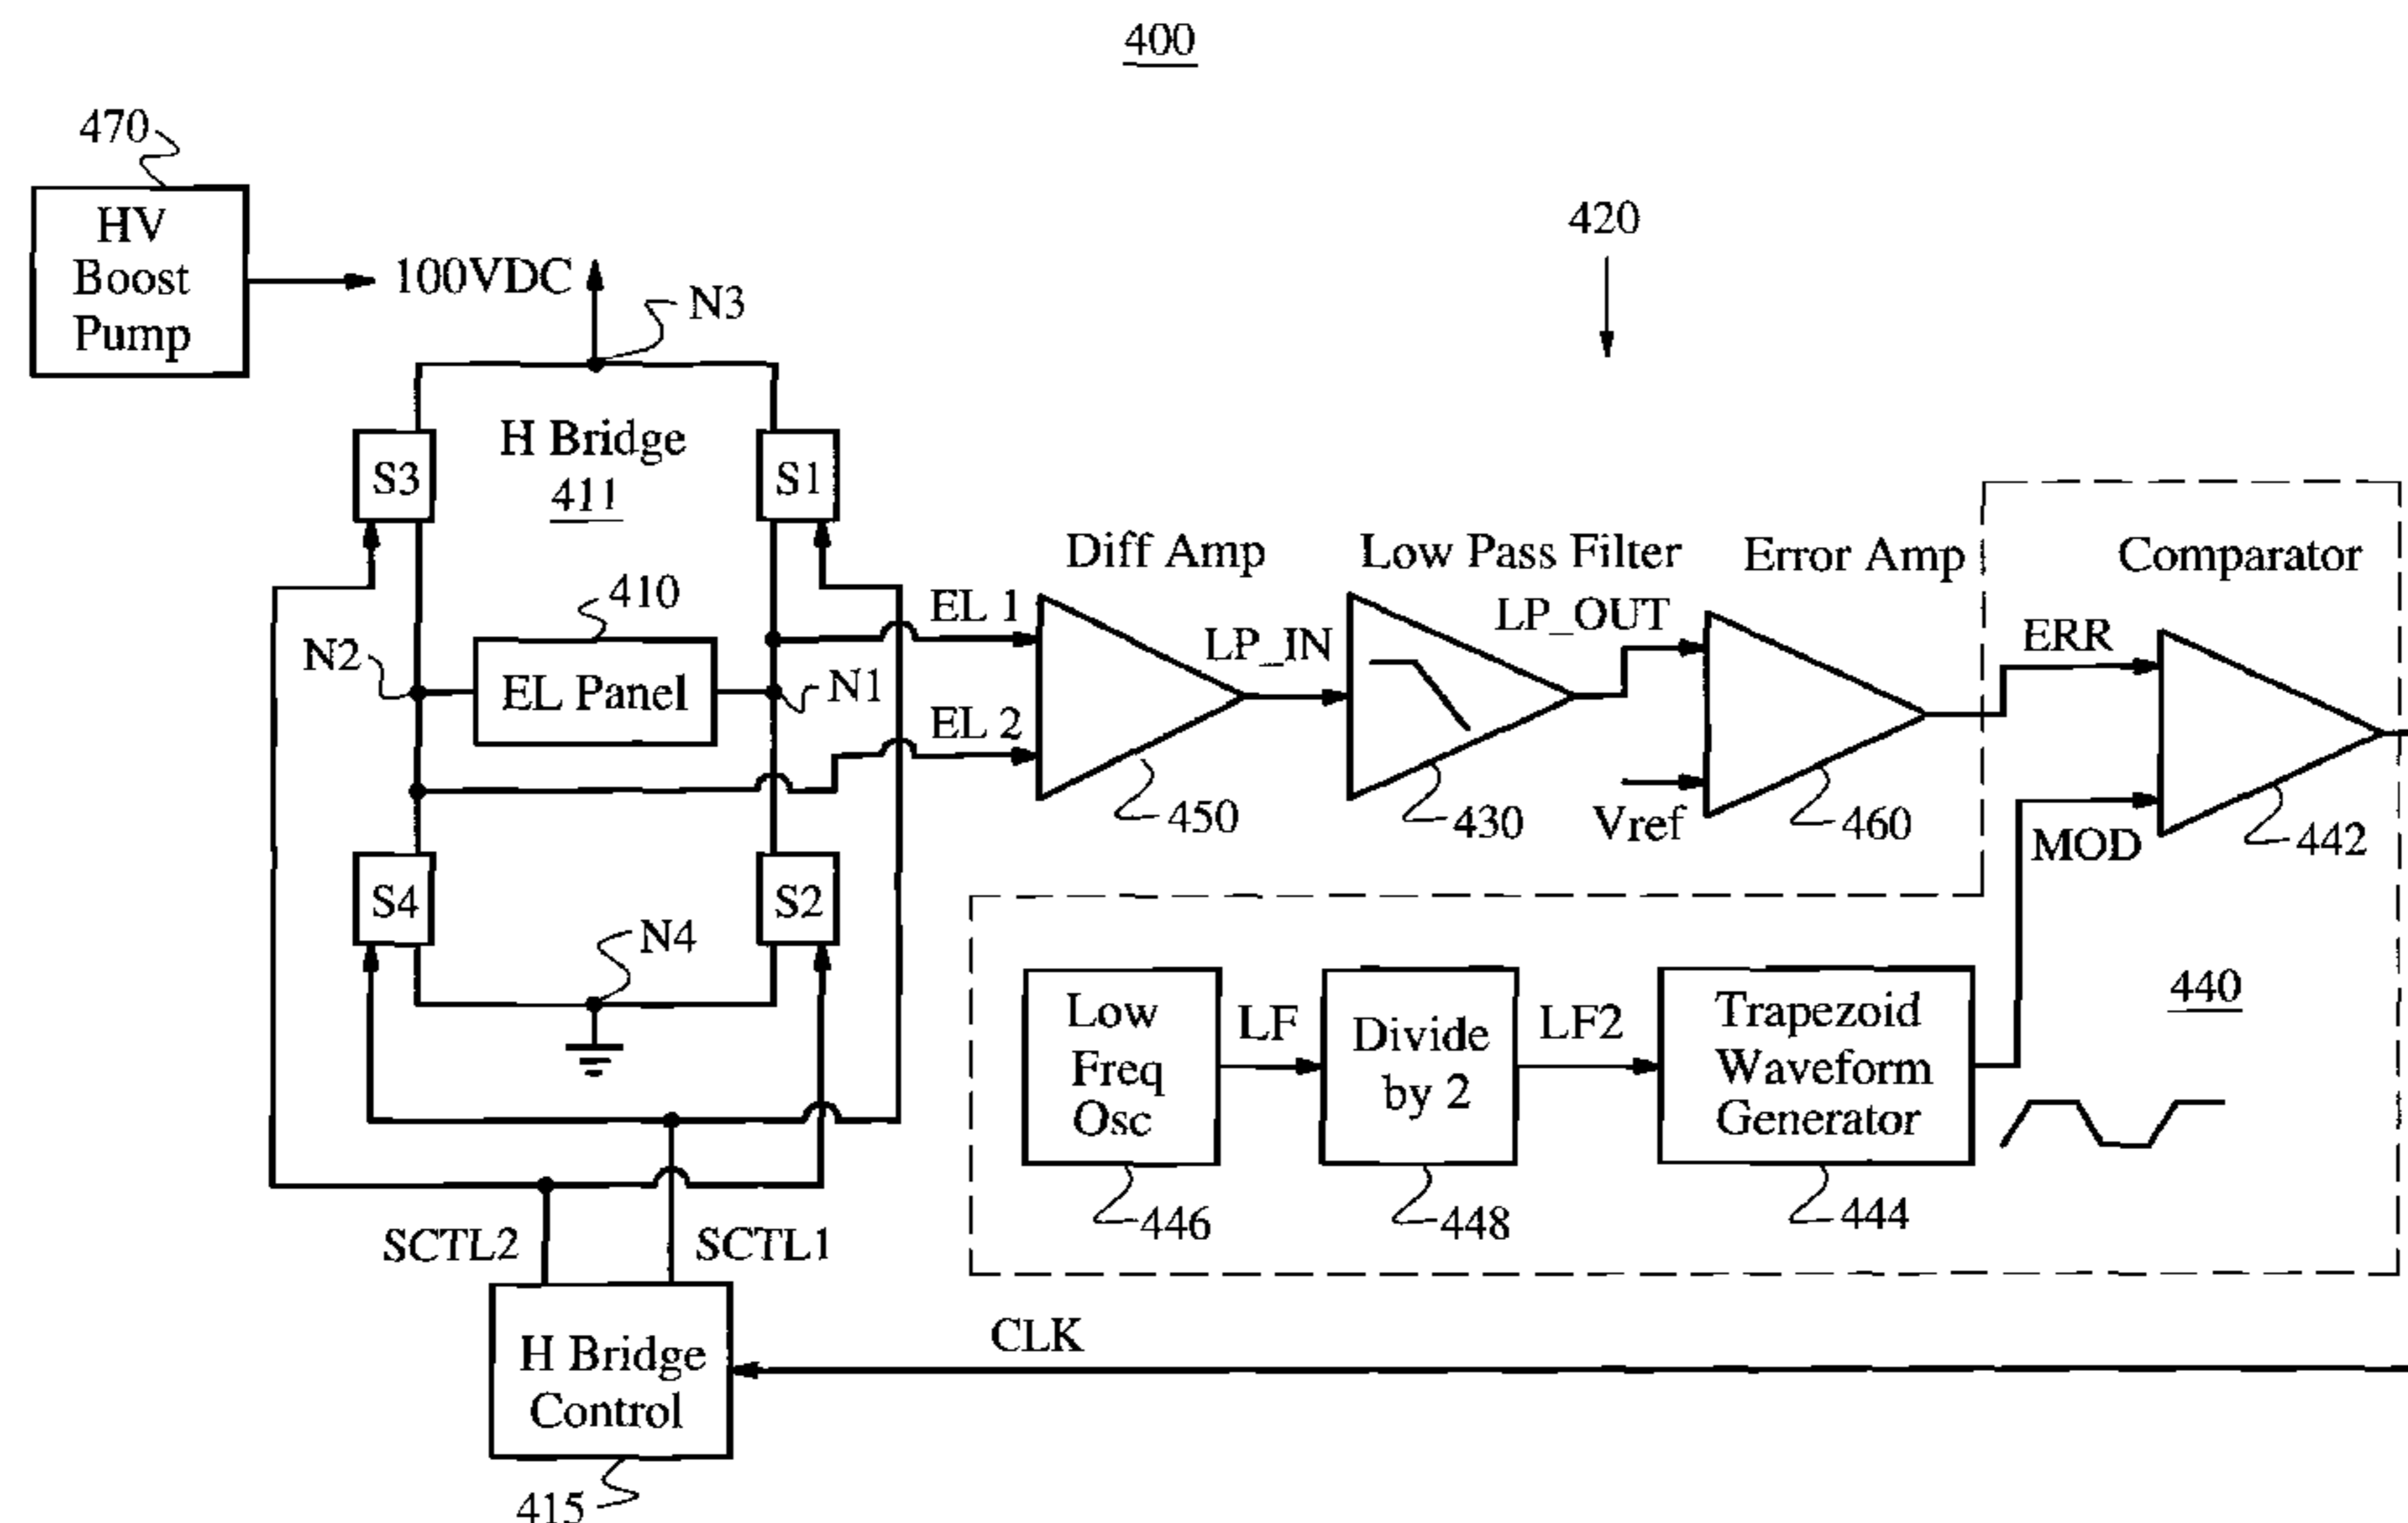 400
470
HV
Boost
Pump
100VDC
N3
420
S3
H Bridge
411
S1
Diff Amp
Low Pass Filter
Error Amp
Comparator
410
EL 1
LP_IN
LP_OUT
ERR
N2
EL Panel
N1
EL 2
450
430
Vref
460
MOD
442
S4
S2
N4
Low
Freq
Osc
LF
Divide
by 2
LF2
Trapezoid
Waveform
Generator
440
446
448
444
SCTL2
SCTL1
CLK
H Bridge
Control
415